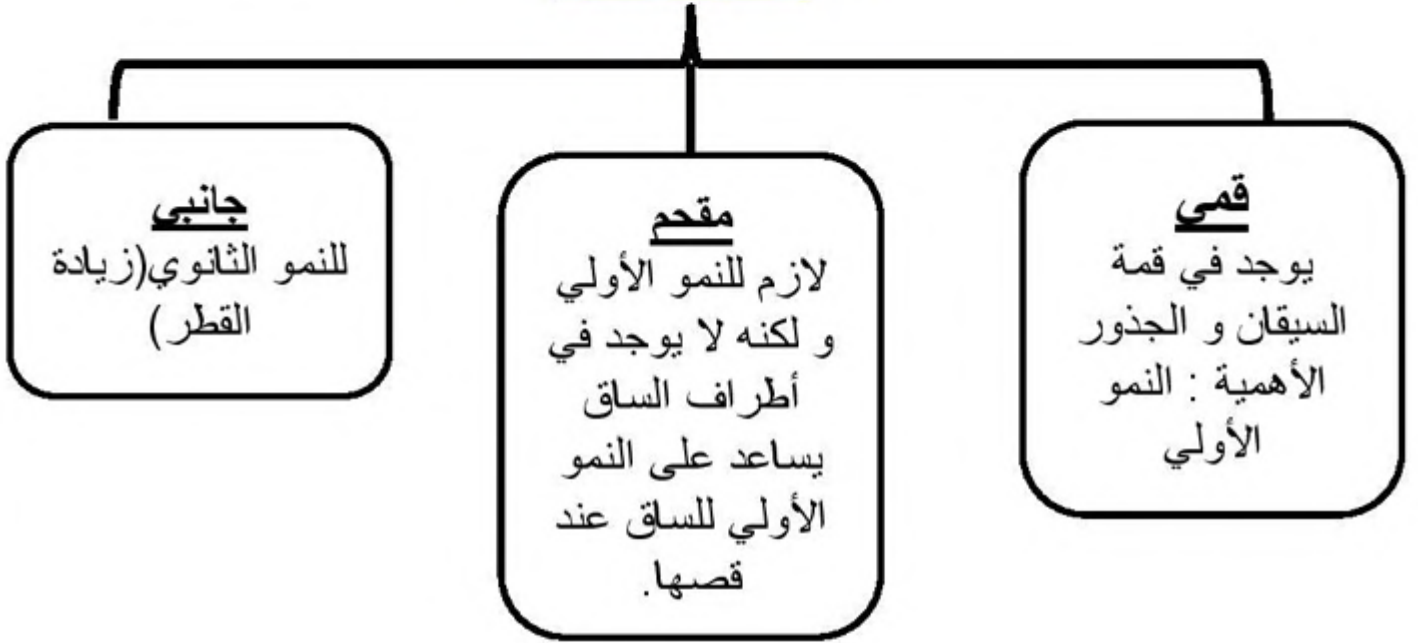 قمي
يوجد في قمة
السيقان و الجذور
الأهمية : النمو
الأولي
مقحم
لازم للنمو الأولي
و لكنه لا يوجد في
أطراف الساق
يساعد على النمو
الأولي للساق عند
قصها.
جانبي
للنمو الثانوي(زيادة
القطر)